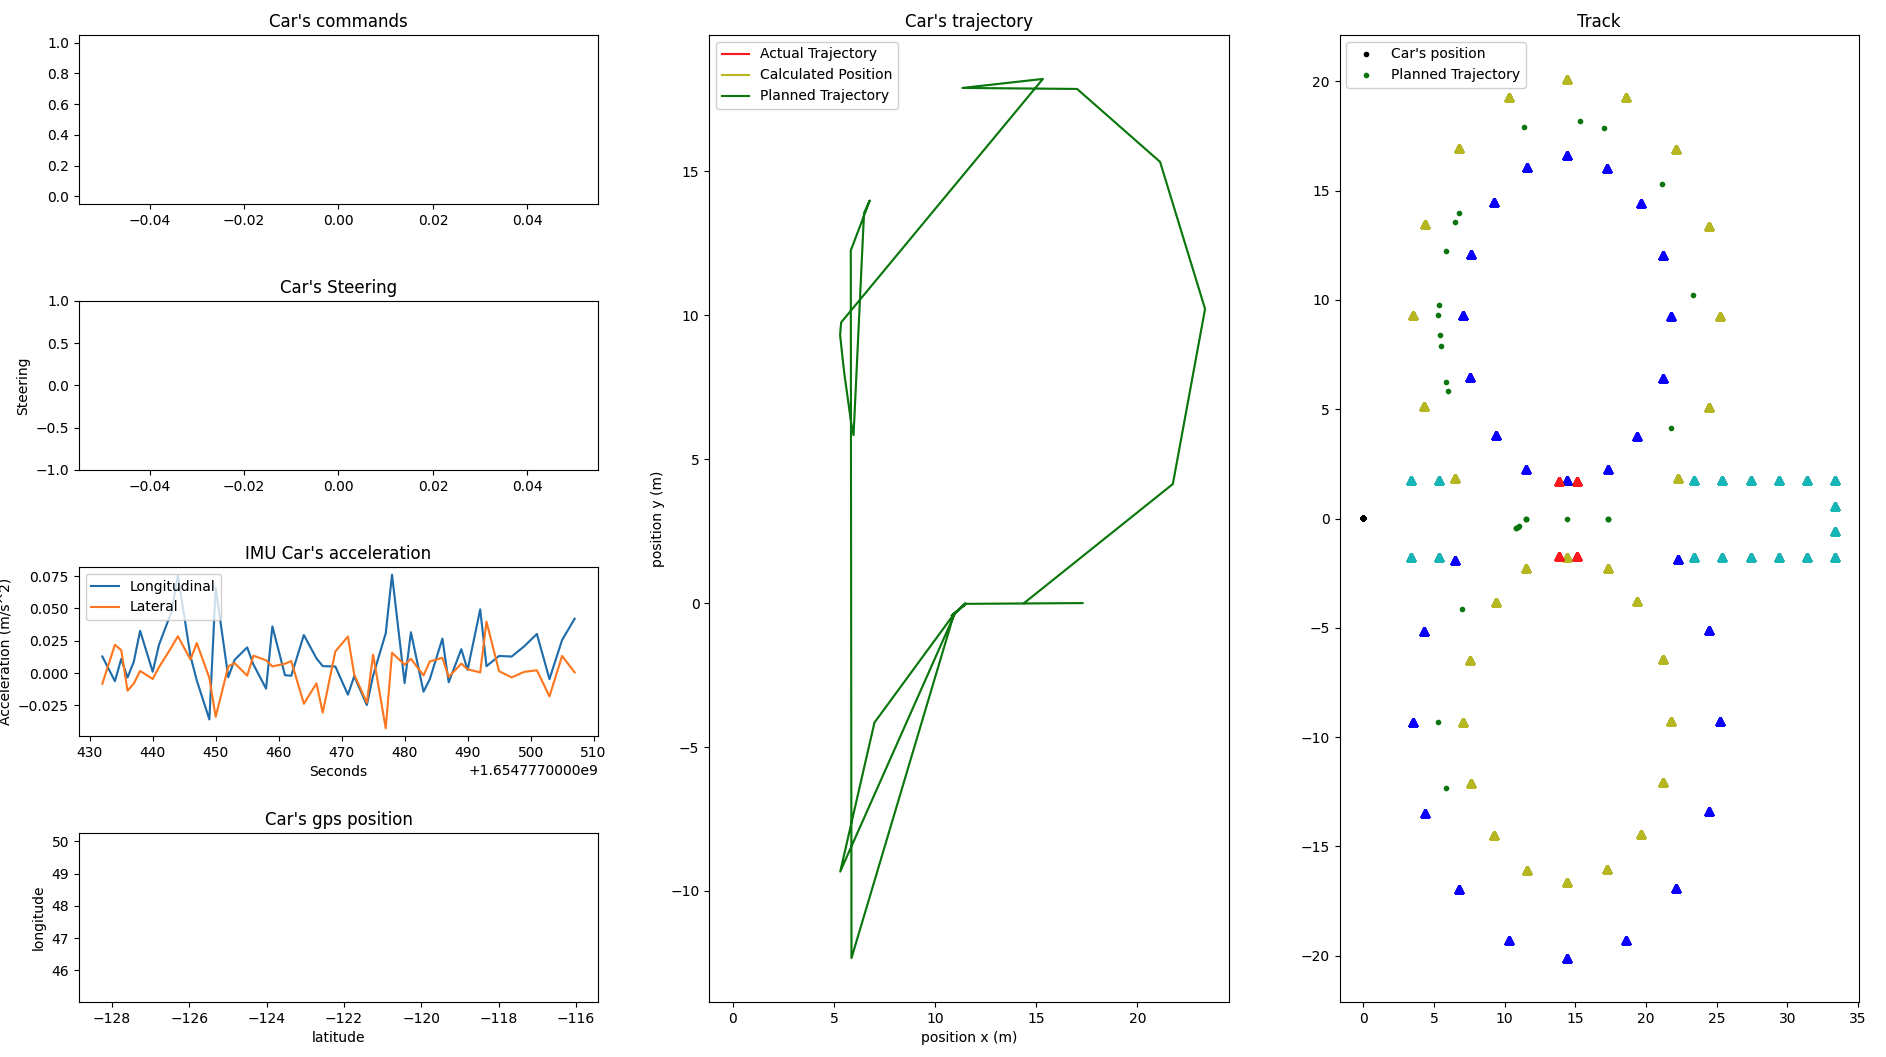 Car's commands
1.0
0.8
0.6
0.4
0.2
0.0
−0.04 −0.02 0.00 0.02 0.04
Car's Steering
Steering
1.0
0.5
0.0
−0.5
−1.0
−0.04 −0.02 0.00 0.02 0.04
IMU Car's acceleration
Acceleration (m/s^^2)
Longitudinal
Lateral
0.075
0.050
0.025
0.000
−0.025
430 440 450 460 470 480 490 500 510
Seconds
+1.6547770000e9
Car's gps position
longitude
50
49
48
47
46
−128 −126 −124 −122 −120 −118 −116
latitude
Car's trajectory
Actual Trajectory
Calculated Position
Planned Trajectory
position y (m)
15
10
5
0
−5
−10
0 5 10 15 20
position x (m)
Track
Car's position
Planned Trajectory
20
15
10
5
0
−5
−10
−15
−20
0 5 10 15 20 25 30 35